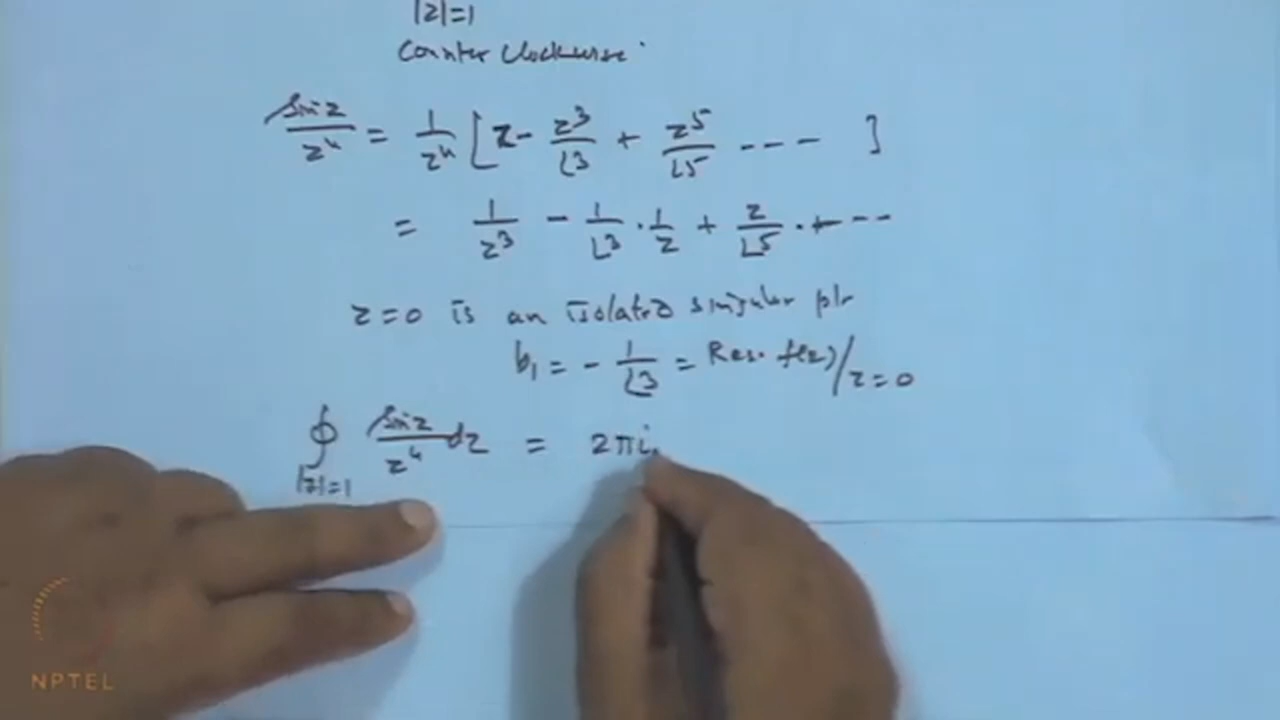 |z|=1
Counter Clockwise
sin z / z⁴ = 1/z⁴ [ z - z³/⌊3 + z⁵/⌊5 --- ]
= 1/z³ - 1/⌊3 · 1/z + z/⌊5 · + --
z=0 is an isolated singular pt
b₁ = - 1/⌊3 = Res. f(z)/z=0
∮|z|=1 sin z / z⁴ dz = 2πi
NPTEL